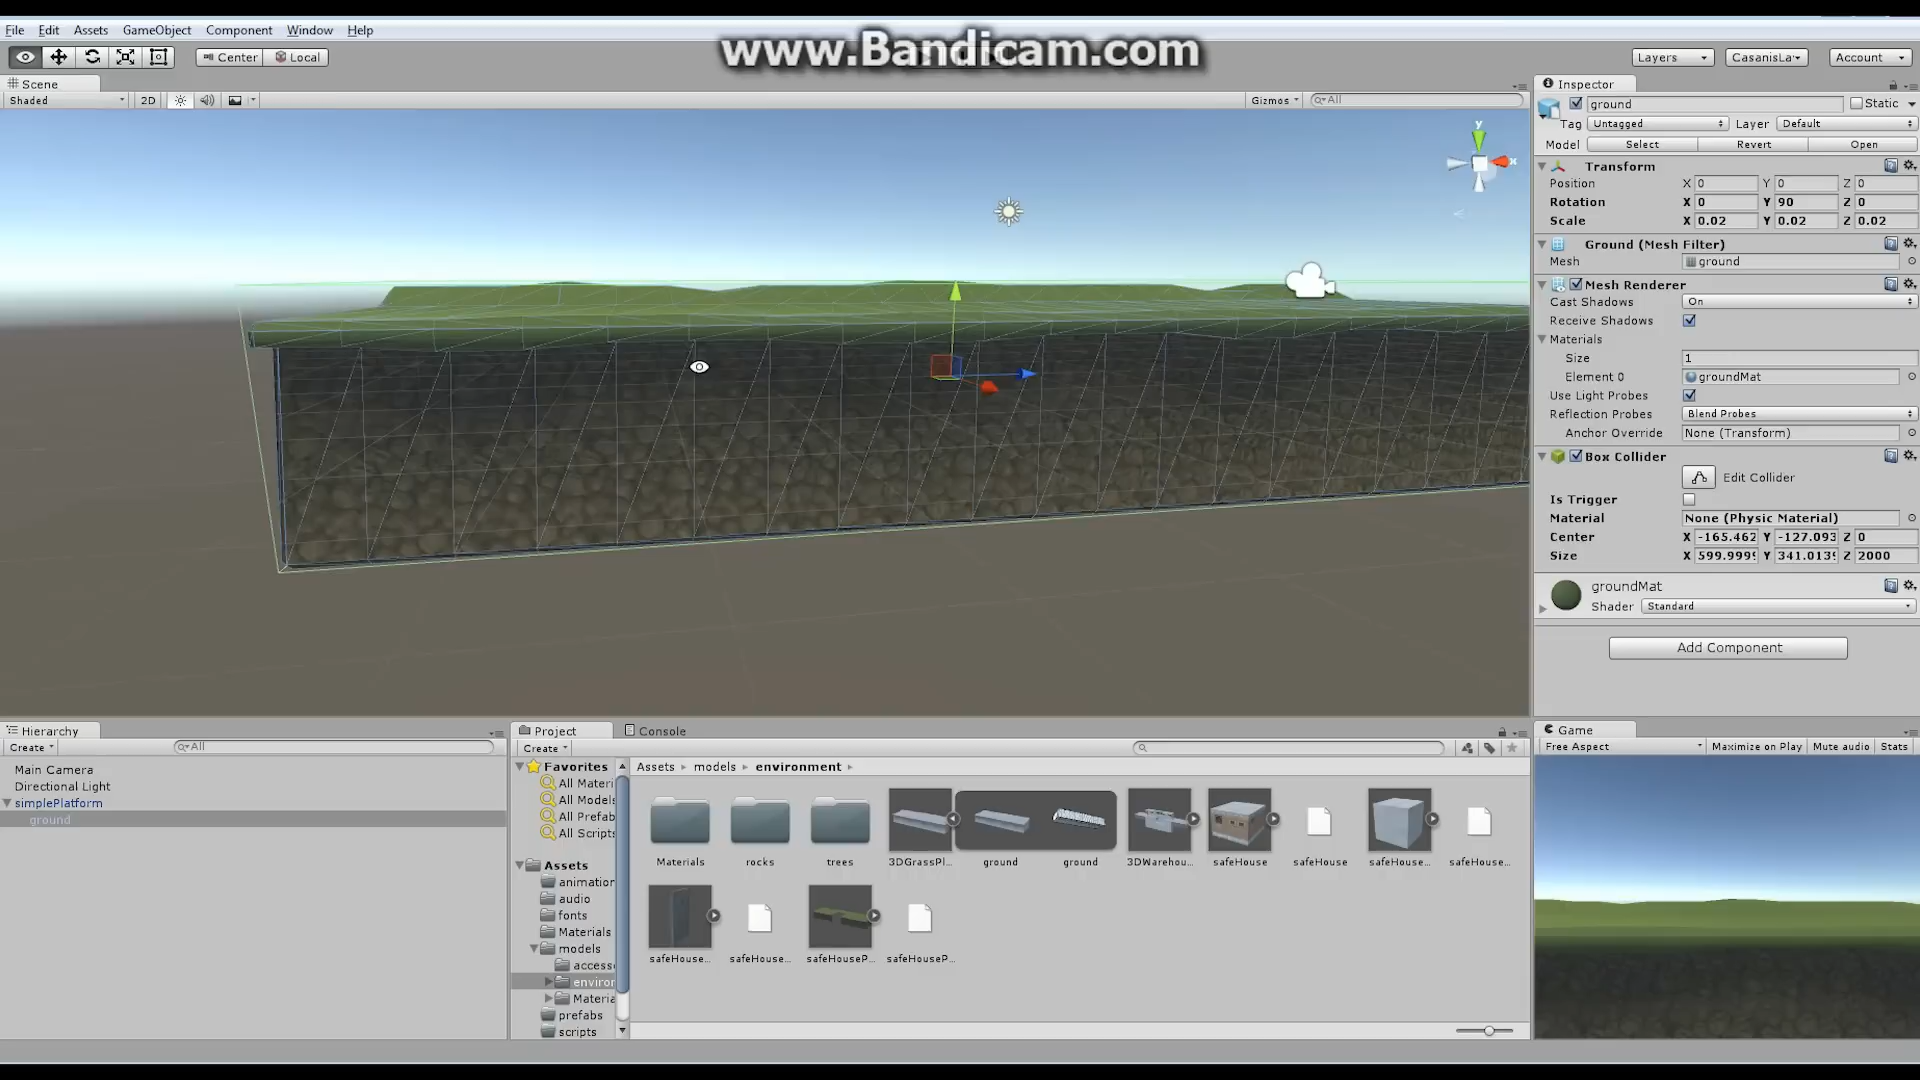 File Edit Assets GameObject Component Window Help
www.Bandicam.com
Center Local
Layers CasanisLa Account
Scene
Shaded 2D Gizmos All
y
x
Inspector
ground Static
Tag Untagged Layer Default
Model Select Revert Open
Transform
Position X 0 Y 0 Z 0
Rotation X 0 Y 90 Z 0
Scale X 0.02 Y 0.02 Z 0.02
Ground (Mesh Filter)
Mesh ground
Mesh Renderer
Cast Shadows On
Receive Shadows
Materials
Size 1
Element 0 groundMat
Use Light Probes
Reflection Probes Blend Probes
Anchor Override None (Transform)
Box Collider
Edit Collider
Is Trigger
Material None (Physic Material)
Center X -165.462 Y -127.093 Z 0
Size X 599.999 Y 341.013 Z 2000
groundMat
Shader Standard
Add Component
Hierarchy
Create All
Main Camera
Directional Light
simplePlatform
ground
Project Console
Create
Favorites
All Materi
All Models
All Prefab
All Scripts
Assets
animation
audio
fonts
Materials
models
access
enviror
Materia
prefabs
scripts
Assets models environment
Materials rocks trees 3DGrassPl... ground ground 3DWarehou... safeHouse safeHouse safeHouse... safeHouse...
safeHouse... safeHouse... safeHouseP... safeHouseP...
Game
Free Aspect Maximize on Play Mute audio Stats